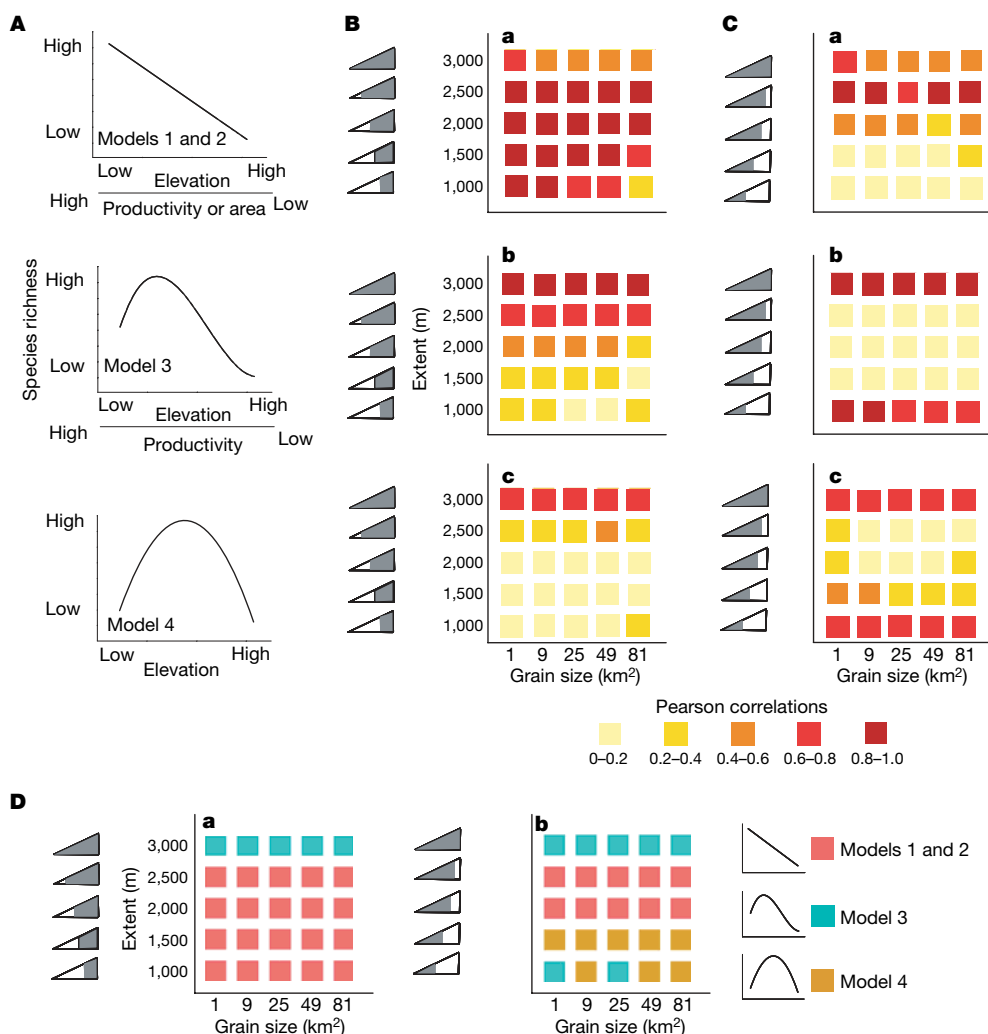 A
High
Low
Models 1 and 2
Low
High
Elevation
High
Productivity or area
Low
Species richness
High
Low
Model 3
Low
High
Elevation
High
Productivity
Low
High
Low
Model 4
Low
High
Elevation
B
a
3,000
2,500
2,000
1,500
1,000
b
Extent (m)
3,000
2,500
2,000
1,500
1,000
c
3,000
2,500
2,000
1,500
1,000
1 9 25 49 81
Grain size (km²)
C
a
b
c
1 9 25 49 81
Grain size (km²)
Pearson correlations
0–0.2 0.2–0.4 0.4–0.6 0.6–0.8 0.8–1.0
D
a
Extent (m)
3,000
2,500
2,000
1,500
1,000
1 9 25 49 81
Grain size (km²)
b
1 9 25 49 81
Grain size (km²)
Models 1 and 2
Model 3
Model 4